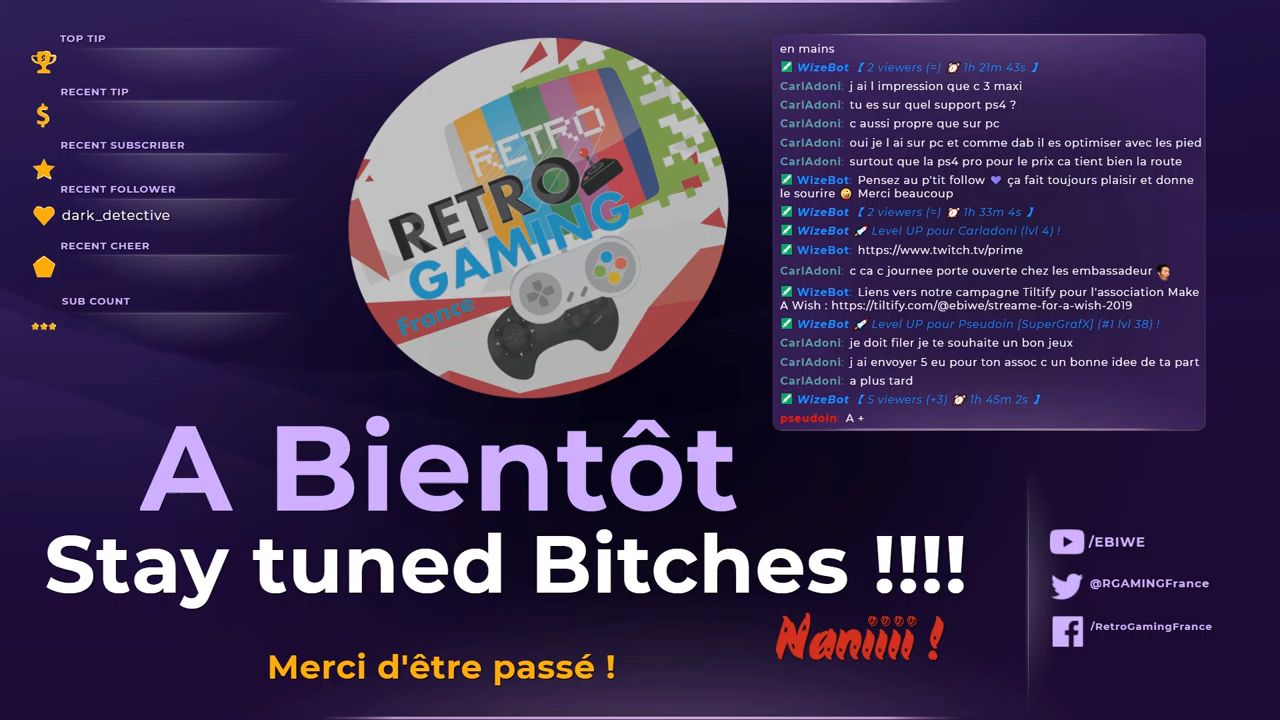 TOP TIP
RECENT TIP
RECENT SUBSCRIBER
RECENT FOLLOWER
dark_detective
RECENT CHEER
SUB COUNT
RETRO
RETRO
GAMING
France
en mains
WizeBot 【 2 viewers (=) ⏰ 1h 21m 43s 】
CarlAdoni: j ai l impression que c 3 maxi
CarlAdoni: tu es sur quel support ps4 ?
CarlAdoni: c aussi propre que sur pc
CarlAdoni: oui je l ai sur pc et comme dab il es optimiser avec les pied
CarlAdoni: surtout que la ps4 pro pour le prix ca tient bien la route
WizeBot: Pensez au p'tit follow 💜 ça fait toujours plaisir et donne
le sourire 😜 Merci beaucoup
WizeBot 【 2 viewers (=) ⏰ 1h 33m 4s 】
WizeBot 🚀 Level UP pour Carladoni (lvl 4) !
WizeBot: https://www.twitch.tv/prime
CarlAdoni: c ca c journee porte ouverte chez les embassadeur
WizeBot: Liens vers notre campagne Tiltify pour l'association Make
A Wish : https://tiltify.com/@ebiwe/streame-for-a-wish-2019
WizeBot 🚀 Level UP pour Pseudoin [SuperGrafX] (#1 lvl 38) !
CarlAdoni: je doit filer je te souhaite un bon jeux
CarlAdoni: j ai envoyer 5 eu pour ton assoc c un bonne idee de ta part
CarlAdoni: a plus tard
WizeBot 【 5 viewers (+3) ⏰ 1h 45m 2s 】
pseudoin: A +
A Bientôt
Stay tuned Bitches !!!!
Naniiii !
Merci d'être passé !
/EBIWE
@RGAMINGFrance
/RetroGamingFrance